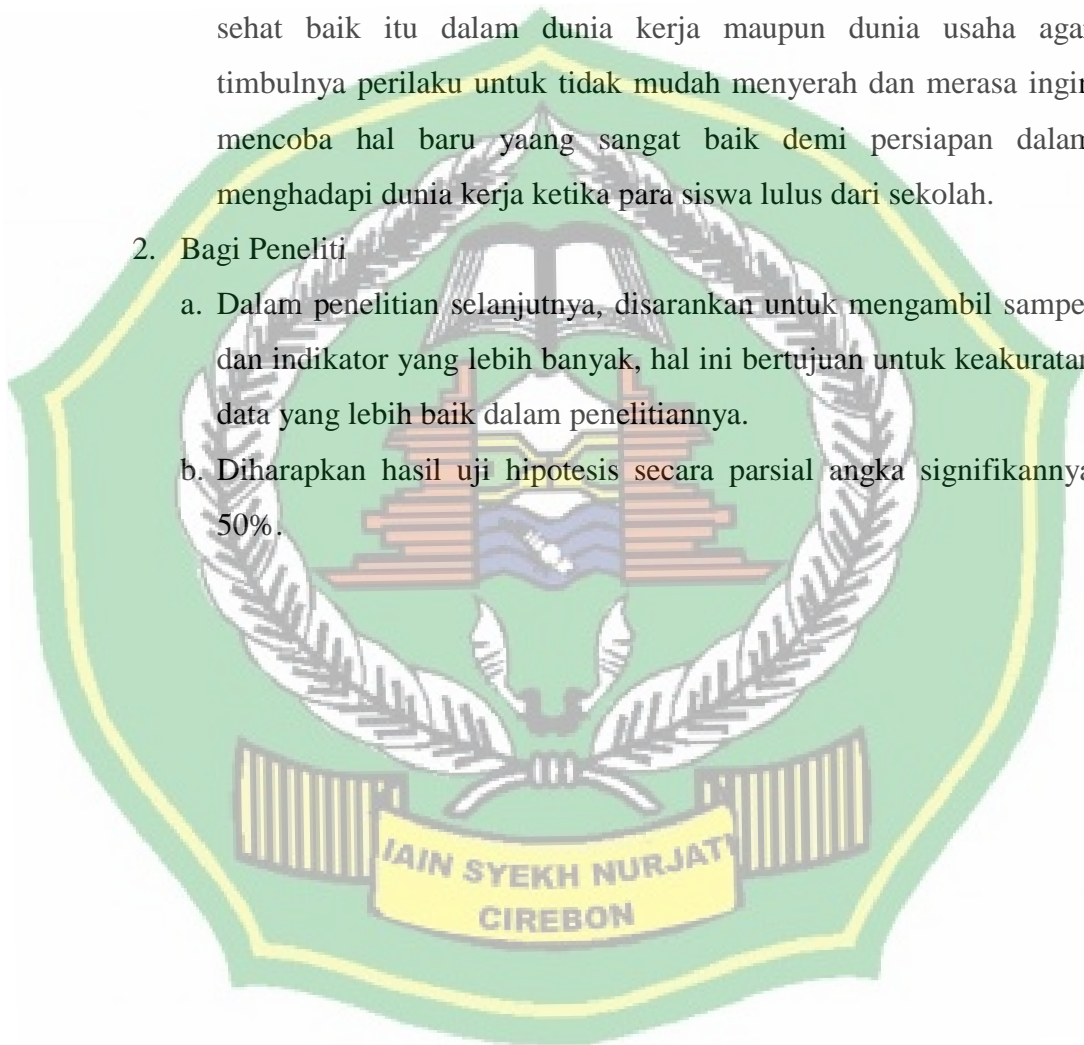 sehat baik itu dalam dunia kerja maupun dunia usaha agar
timbulnya perilaku untuk tidak mudah menyerah dan merasa ingin
mencoba hal baru yaang sangat baik demi persiapan dalam
menghadapi dunia kerja ketika para siswa lulus dari sekolah.
2. Bagi Peneliti
a. Dalam penelitian selanjutnya, disarankan untuk mengambil sampel
dan indikator yang lebih banyak, hal ini bertujuan untuk keakuratan
data yang lebih baik dalam penelitiannya.
b. Diharapkan hasil uji hipotesis secara parsial angka signifikannya
50%.
IAIN SYEKH NURJATI
CIREBON